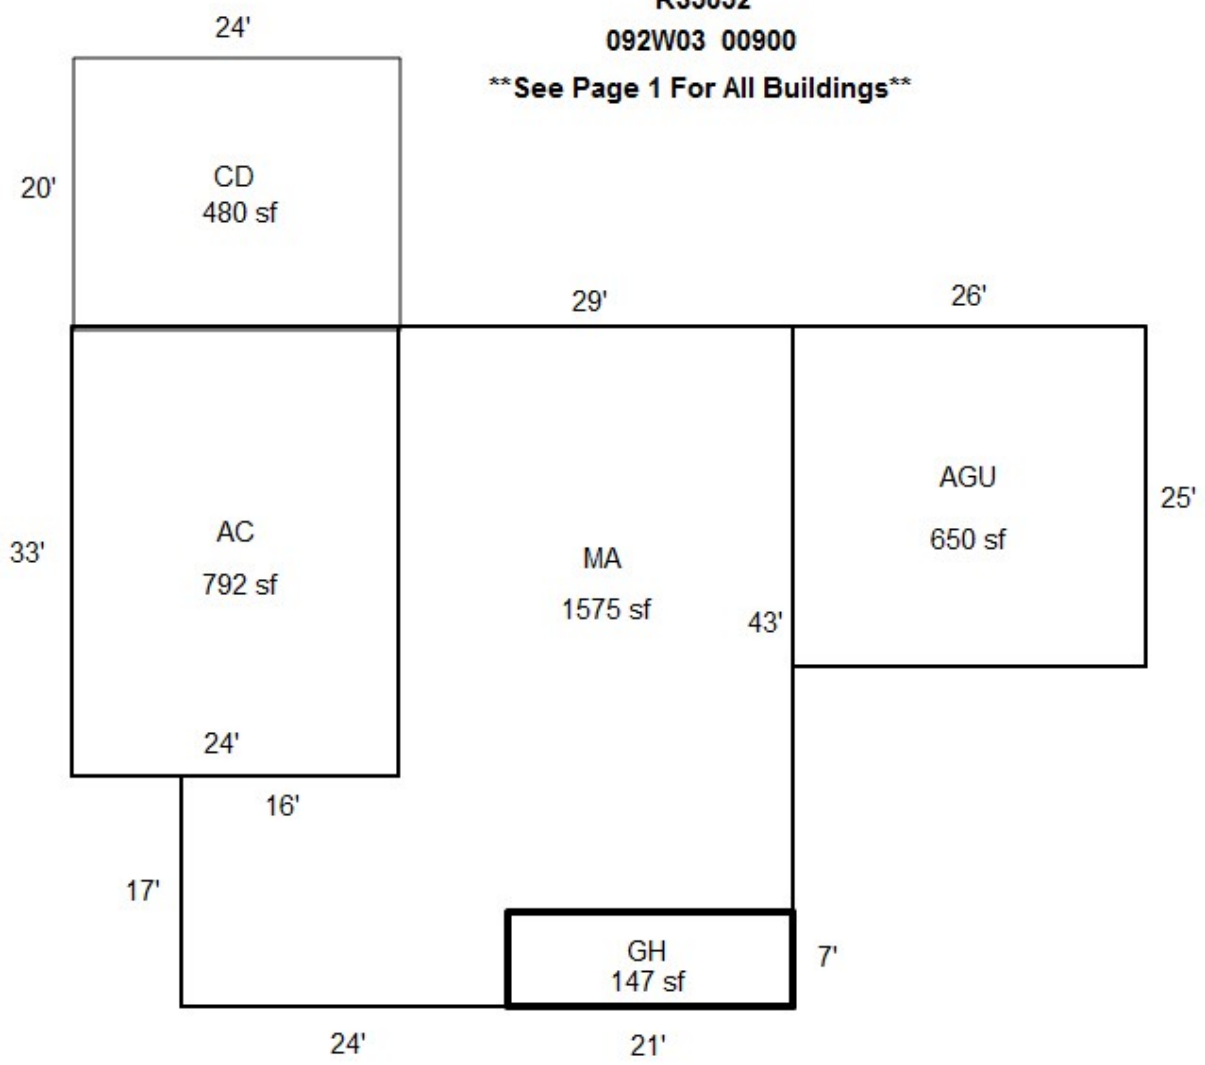 24'
092W03 00900
**See Page 1 For All Buildings**
20'
CD
480 sf
29'
26'
AGU
650 sf
25'
33'
AC
792 sf
MA
1575 sf
43'
24'
16'
17'
GH
147 sf
7'
24'
21'